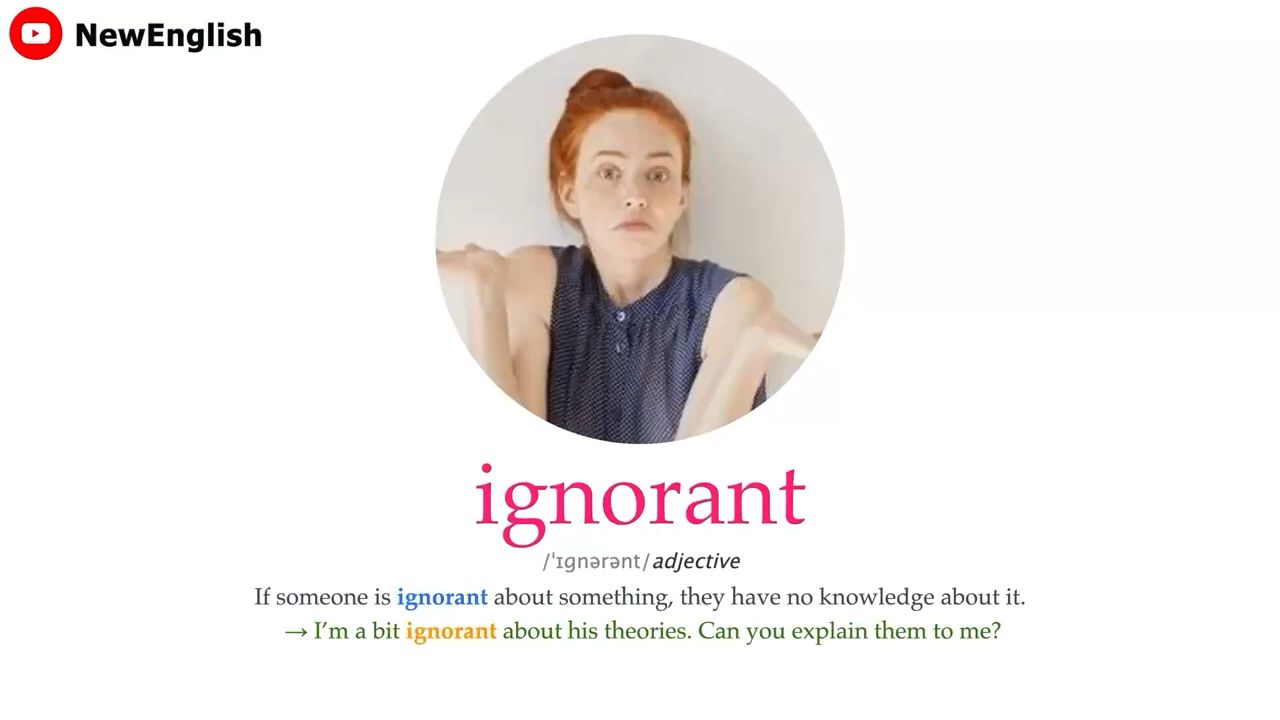 NewEnglish
ignorant
/ˈɪgnərənt/ adjective
If someone is ignorant about something, they have no knowledge about it.
→ I’m a bit ignorant about his theories. Can you explain them to me?